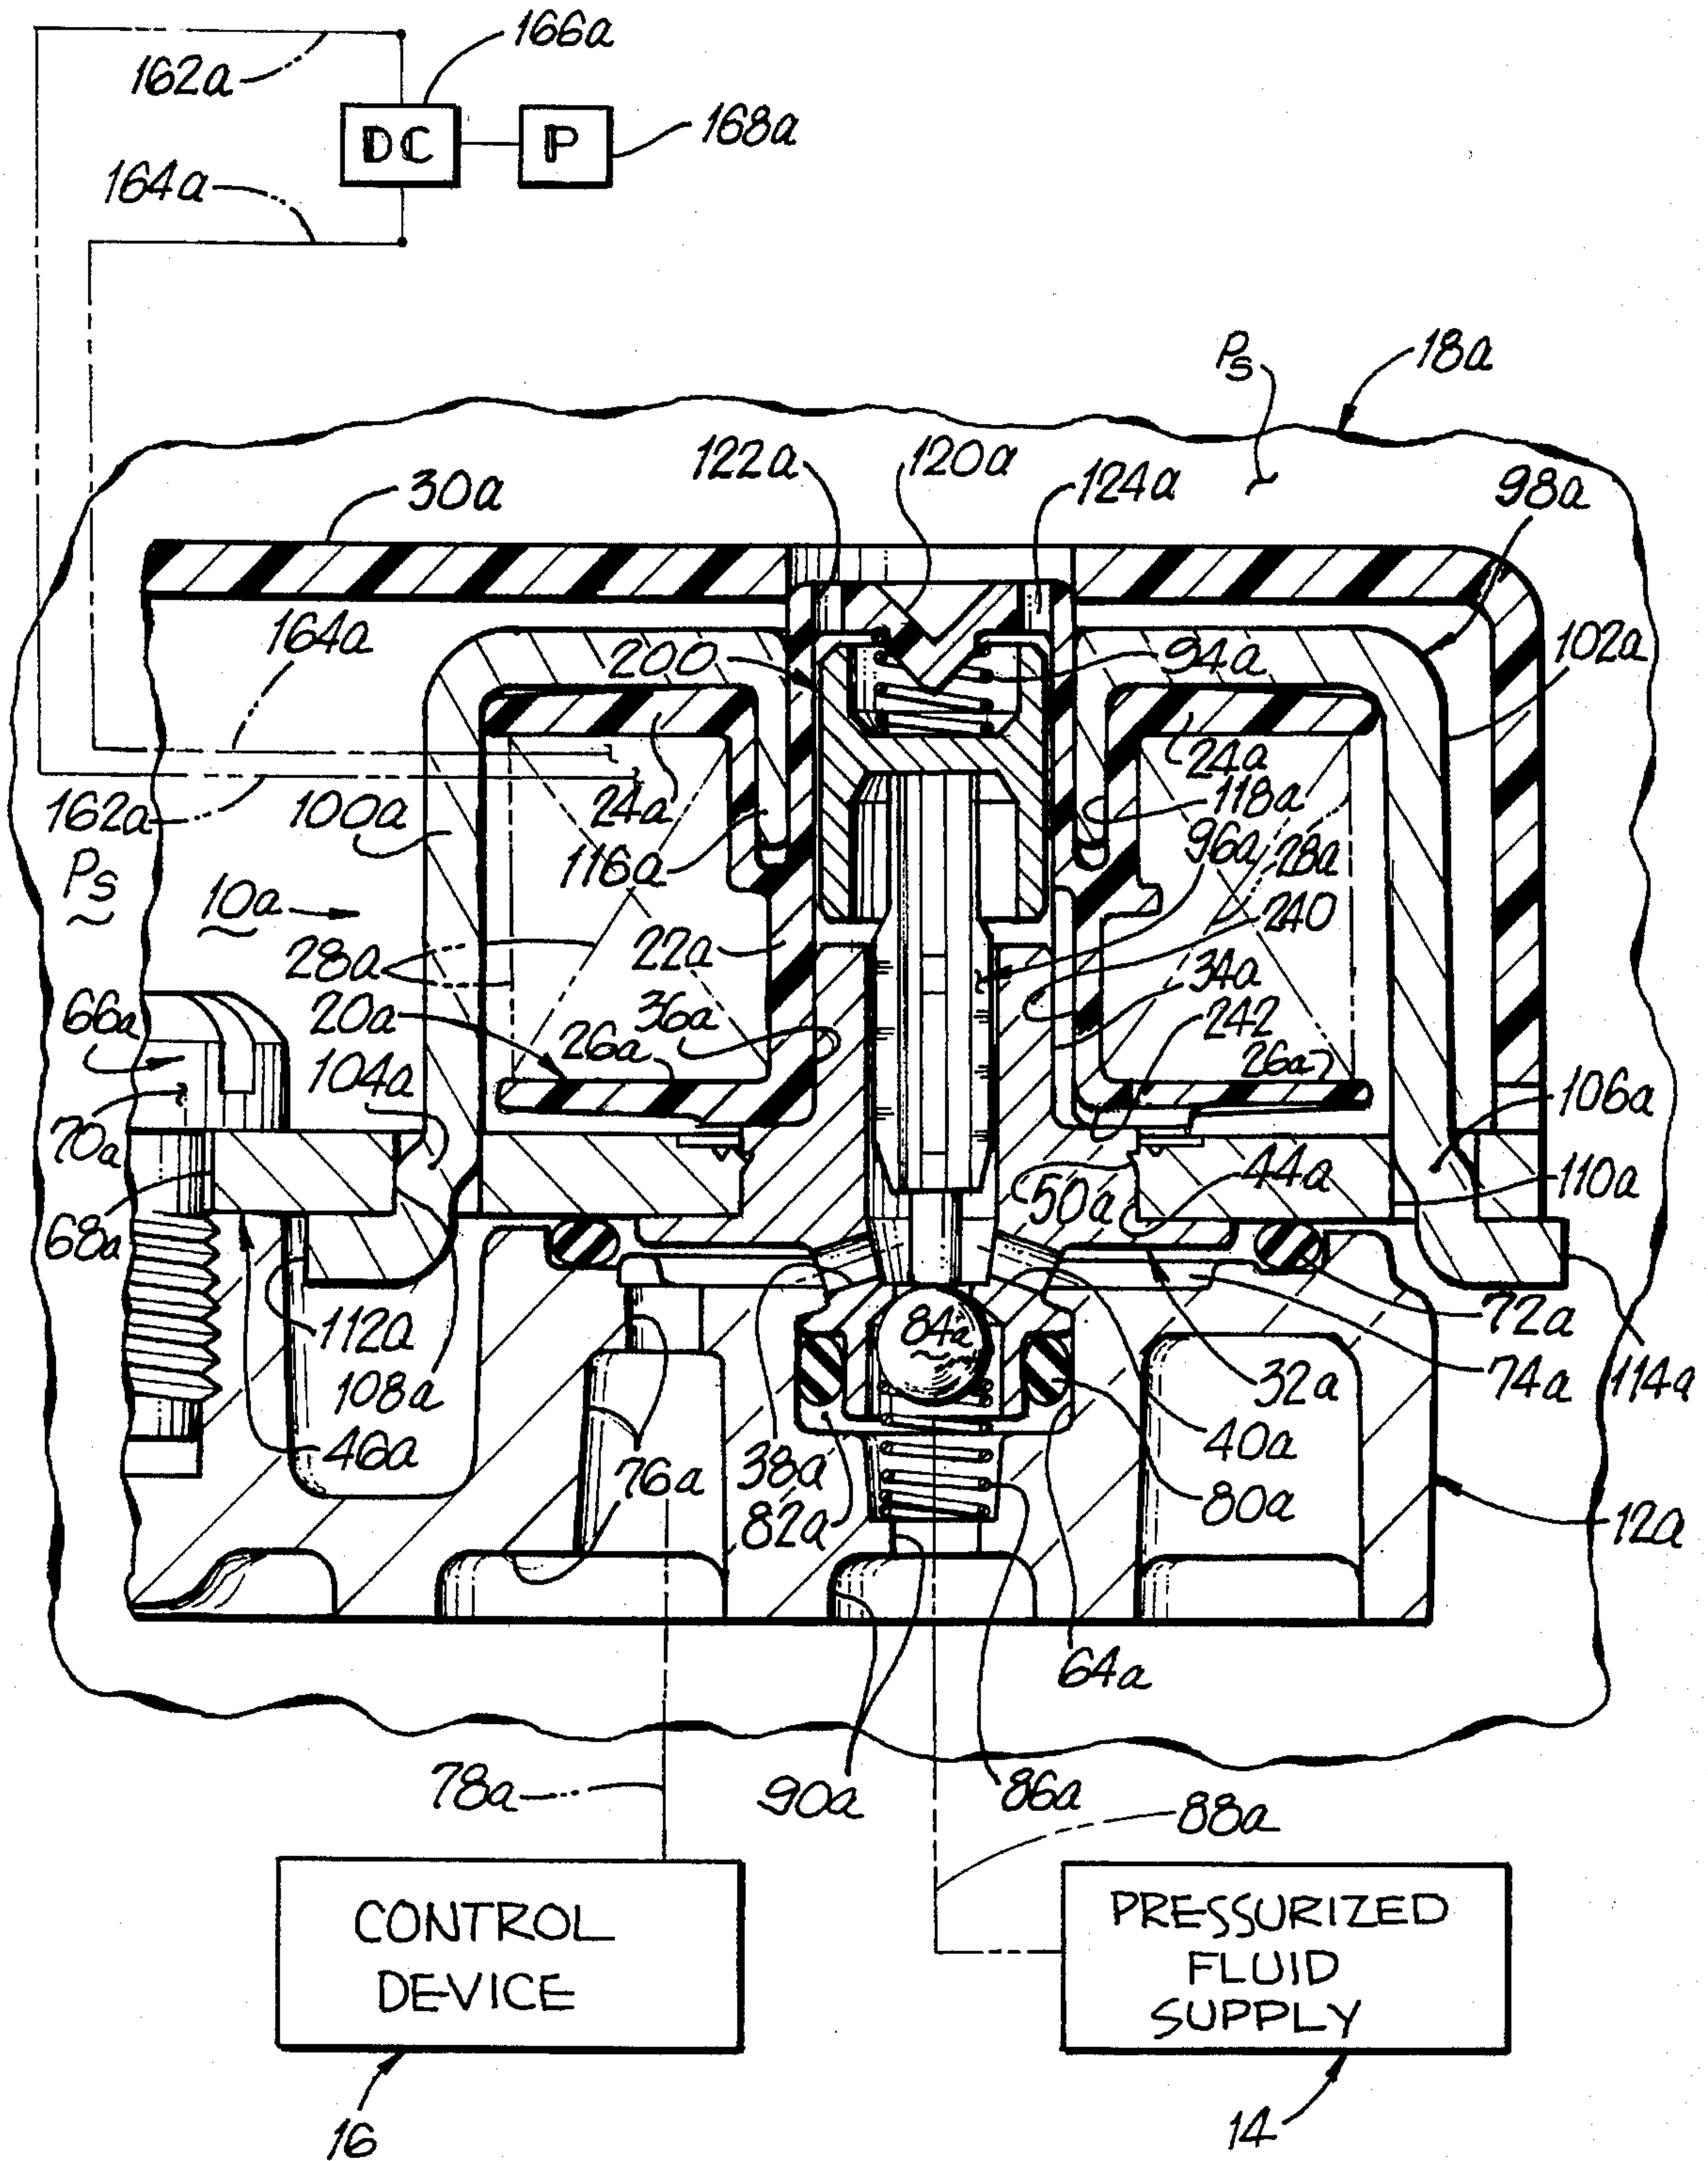 166a
162a
DC
P
168a
164a
Ps
18a
122a
120a
124a
98a
30a
164a
200
94a
102a
24a
24a
162a
100a
118a
116a
96a
28a
Ps
10a
240
28a
22a
34a
66a
20a
36a
242
26a
26a
104a
106a
70a
44a
110a
50a
68a
112a
84a
72a
108a
32a
74a
114a
46a
38a
40a
76a
82a
80a
12a
64a
78a
90a
86a
88a
CONTROL
DEVICE
PRESSURIZED
FLUID
SUPPLY
16
14